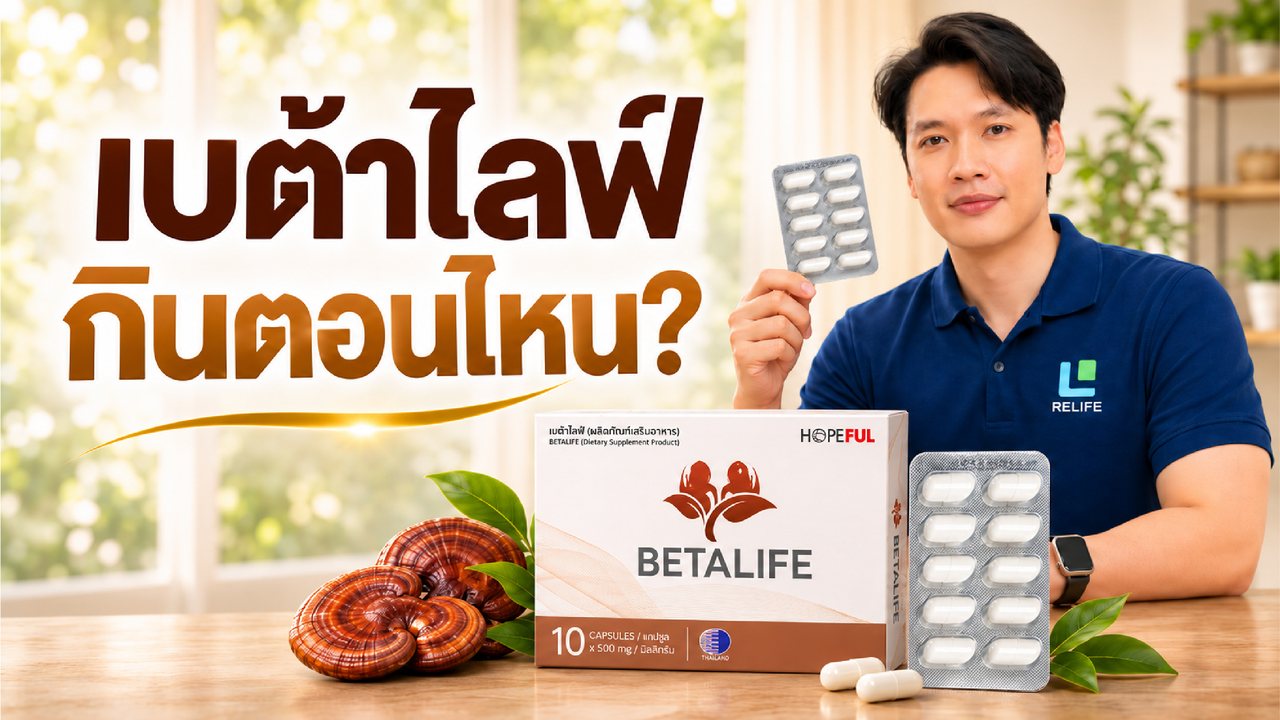 เบต้าไลฟ์
กินตอนไหน?
เบต้าไลฟ์ (ผลิตภัณฑ์เสริมอาหาร)
BETALIFE (Dietary Supplement Product)
HOPEFUL
BETALIFE
10 CAPSULES / แคปซูล
x 500 mg / มิลลิกรัม
THAILAND
BETALIFE
RELIFE